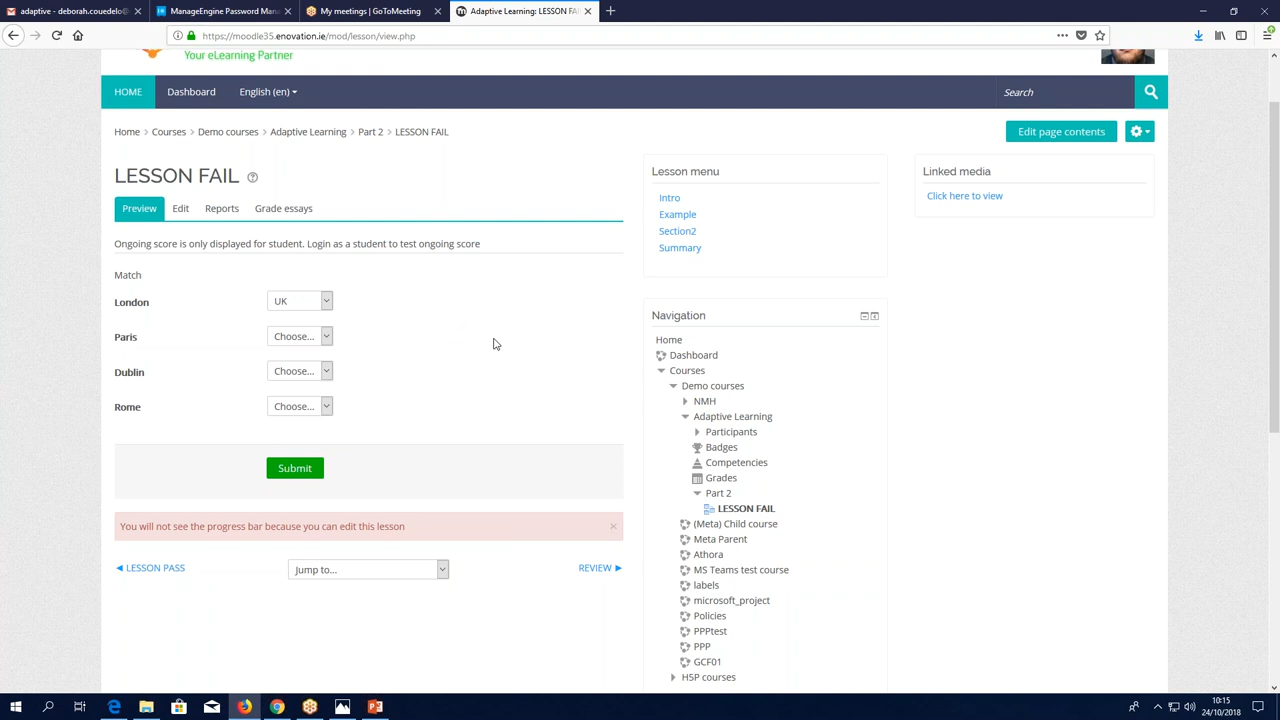 adaptive - deborah.couedelo
ManageEngine Password Man
My meetings | GoToMeeting
Adaptive Learning: LESSON FAIL
https://moodle35.enovation.ie/mod/lesson/view.php
Your eLearning Partner
HOME
Dashboard
English (en)
Search
Home
Courses
Demo courses
Adaptive Learning
Part 2
LESSON FAIL
Edit page contents
LESSON FAIL
Preview
Edit
Reports
Grade essays
Ongoing score is only displayed for student. Login as a student to test ongoing score
Match
London
UK
Paris
Choose...
Dublin
Choose...
Rome
Choose...
Submit
You will not see the progress bar because you can edit this lesson
◄ LESSON PASS
Jump to...
REVIEW ►
Lesson menu
Intro
Example
Section2
Summary
Navigation
Home
Dashboard
Courses
Demo courses
NMH
Adaptive Learning
Participants
Badges
Competencies
Grades
Part 2
LESSON FAIL
(Meta) Child course
Meta Parent
Athora
MS Teams test course
labels
microsoft_project
Policies
PPPtest
PPP
GCF01
H5P courses
Linked media
Click here to view
10:15
24/10/2018